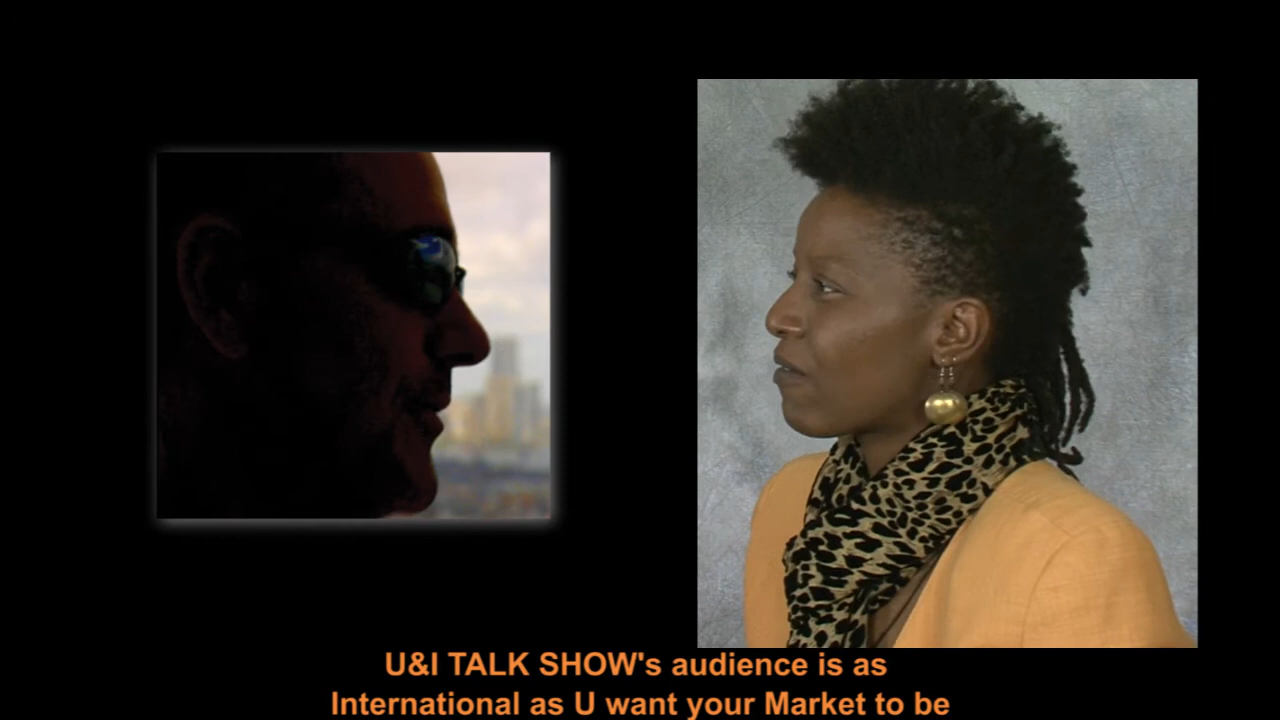 U&I TALK SHOW's audience is as
International as U want your Market to be